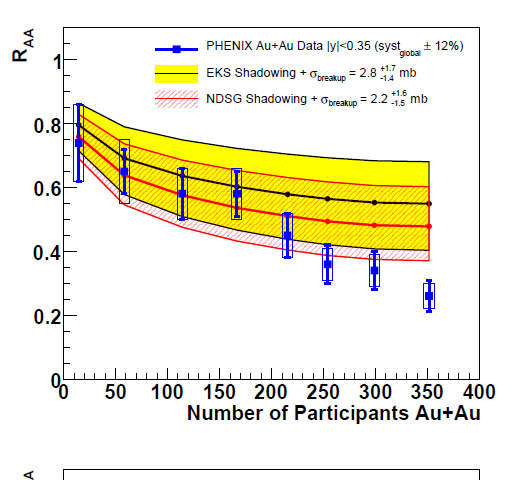 R_AA
PHENIX Au+Au Data |y|<0.35 (syst_global ± 12%)
EKS Shadowing + σ_breakup = 2.8 +1.7 -1.4 mb
NDSG Shadowing + σ_breakup = 2.2 +1.6 -1.5 mb
1
0.8
0.6
0.4
0.2
0
0 50 100 150 200 250 300 350 400
Number of Participants Au+Au
A